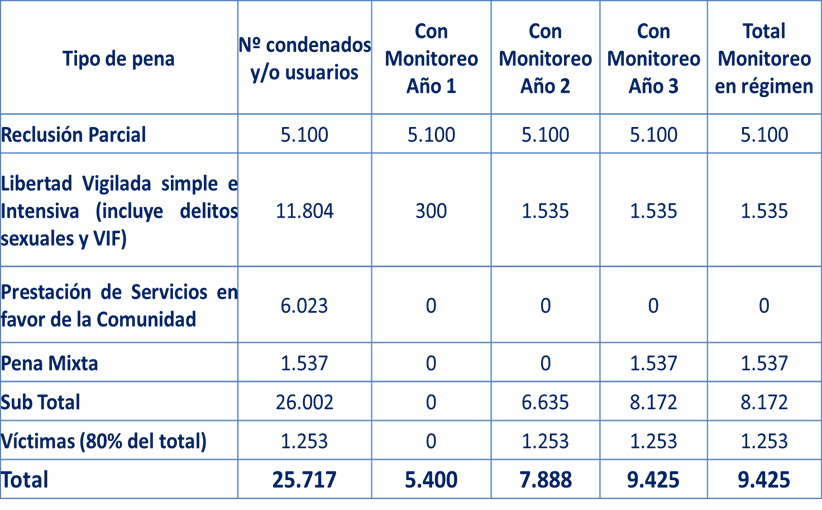 Tipo de pena
Nº condenados
y/o usuarios
Con
Monitoreo
Año 1
Con
Monitoreo
Año 2
Con
Monitoreo
Año 3
Total
Monitoreo
en régimen
Reclusión Parcial 5.100 5.100 5.100 5.100 5.100
Libertad Vigilada simple e
Intensiva (incluye delitos 11.804 300 1.535 1.535 1.535
sexuales y VIF)
Prestación de Servicios en
favor de la Comunidad 6.023 0 0 0 0
Pena Mixta 1.537 0 0 1.537 1.537
Sub Total 26.002 0 6.635 8.172 8.172
Víctimas (80% del total) 1.253 0 1.253 1.253 1.253
Total 25.717 5.400 7.888 9.425 9.425